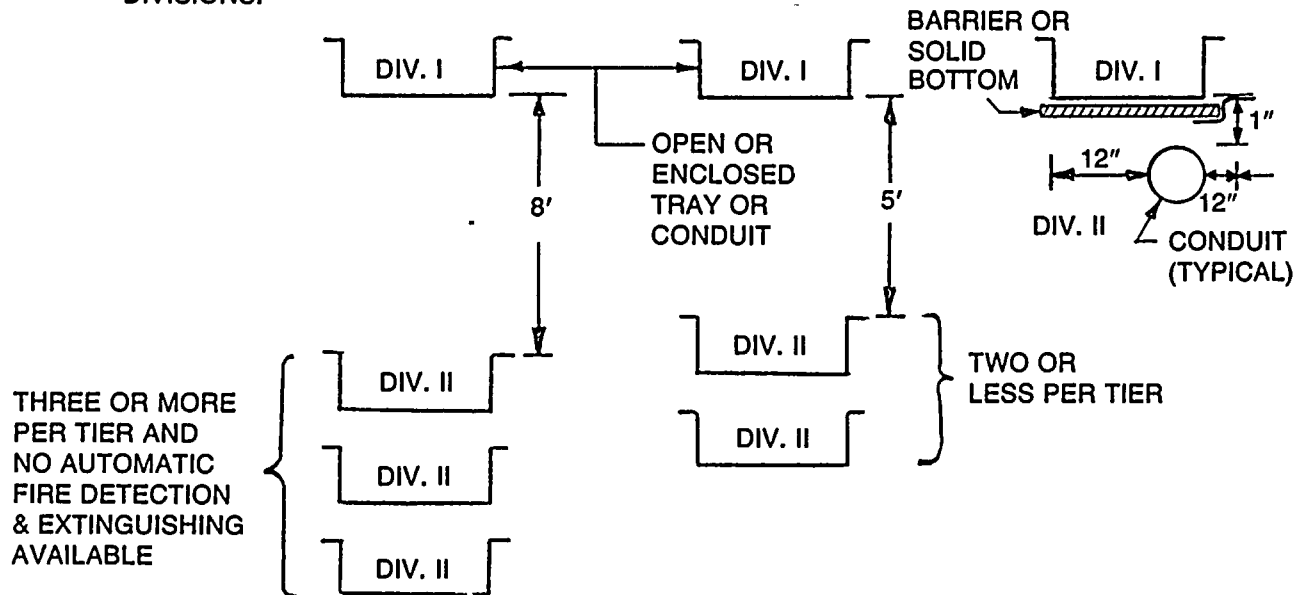 DIVISIONS.
DIV. I
DIV. I
BARRIER OR
SOLID
BOTTOM
DIV. I
1"
OPEN OR
ENCLOSED
TRAY OR
CONDUIT
8'
5'
12"
12"
DIV. II
CONDUIT
(TYPICAL)
THREE OR MORE
PER TIER AND
NO AUTOMATIC
FIRE DETECTION
& EXTINGUISHING
AVAILABLE
DIV. II
DIV. II
DIV. II
DIV. II
DIV. II
TWO OR
LESS PER TIER